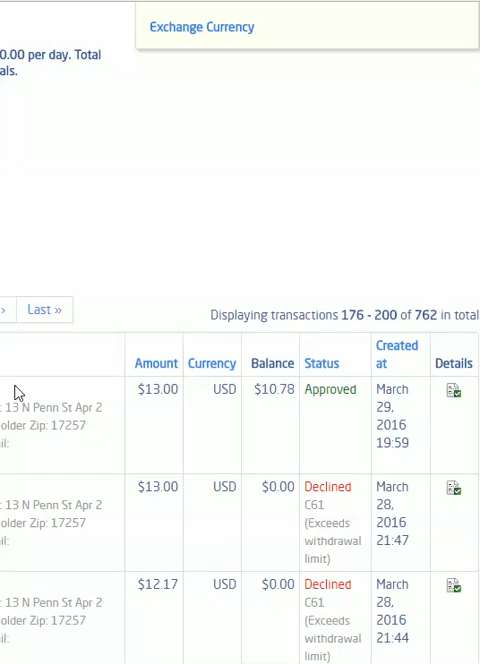 Exchange Currency
0.00 per day. Total
als.
› Last »
Displaying transactions 176 - 200 of 762 in total
Amount Currency Balance Status Created at Details
$13.00 USD $10.78 Approved March 29, 2016 19:59
: 13 N Penn St Apr 2
older Zip: 17257
il:
$13.00 USD $0.00 Declined March 28, 2016 21:47
C61 (Exceeds withdrawal limit)
: 13 N Penn St Apr 2
older Zip: 17257
il:
$12.17 USD $0.00 Declined March 28, 2016 21:44
C61 (Exceeds withdrawal limit)
: 13 N Penn St Apr 2
older Zip: 17257
il: